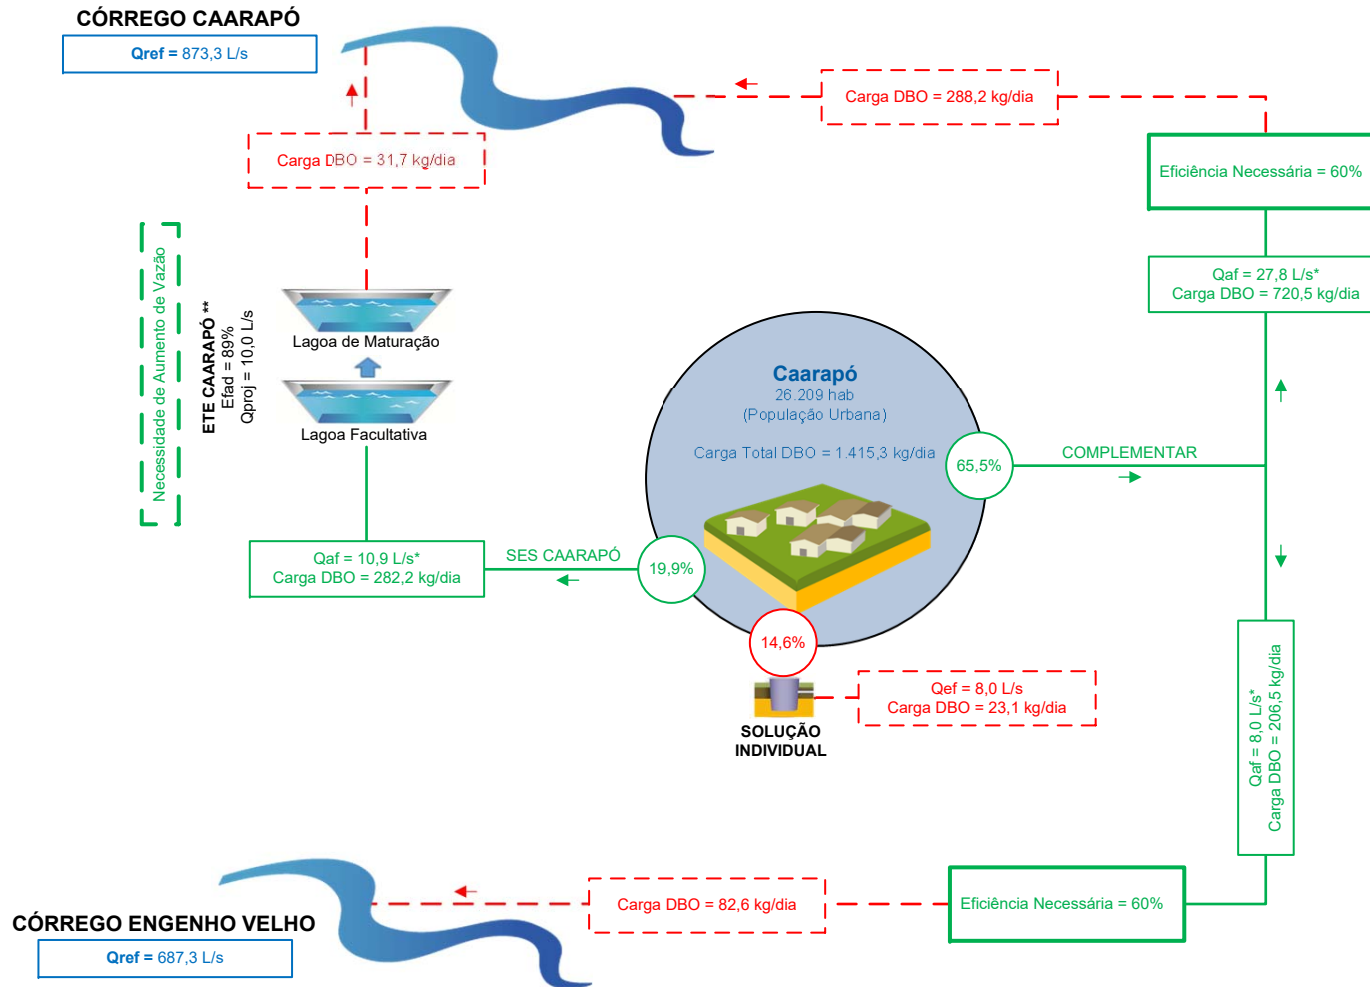 CÓRREGO CAARAPÓ
Qref = 873,3 L/s
Carga DBO = 288,2 kg/dia
Carga DBO = 31,7 kg/dia
Eficiência Necessária = 60%
Necessidade de Aumento de Vazão
ETE CAARAPÓ **
Efad = 89%
Qproj = 10,0 L/s
Lagoa de Maturação
Lagoa Facultativa
Qaf = 27,8 L/s*
Carga DBO = 720,5 kg/dia
Caarapó
26.209 hab
(População Urbana)
Carga Total DBO = 1.415,3 kg/dia
65,5%
COMPLEMENTAR
Qaf = 10,9 L/s*
Carga DBO = 282,2 kg/dia
SES CAARAPÓ
19,9%
14,6%
Qef = 8,0 L/s
Carga DBO = 23,1 kg/dia
SOLUÇÃO
INDIVIDUAL
Qaf = 8,0 L/s*
Carga DBO = 206,5 kg/dia
Carga DBO = 82,6 kg/dia
Eficiência Necessária = 60%
CÓRREGO ENGENHO VELHO
Qref = 687,3 L/s